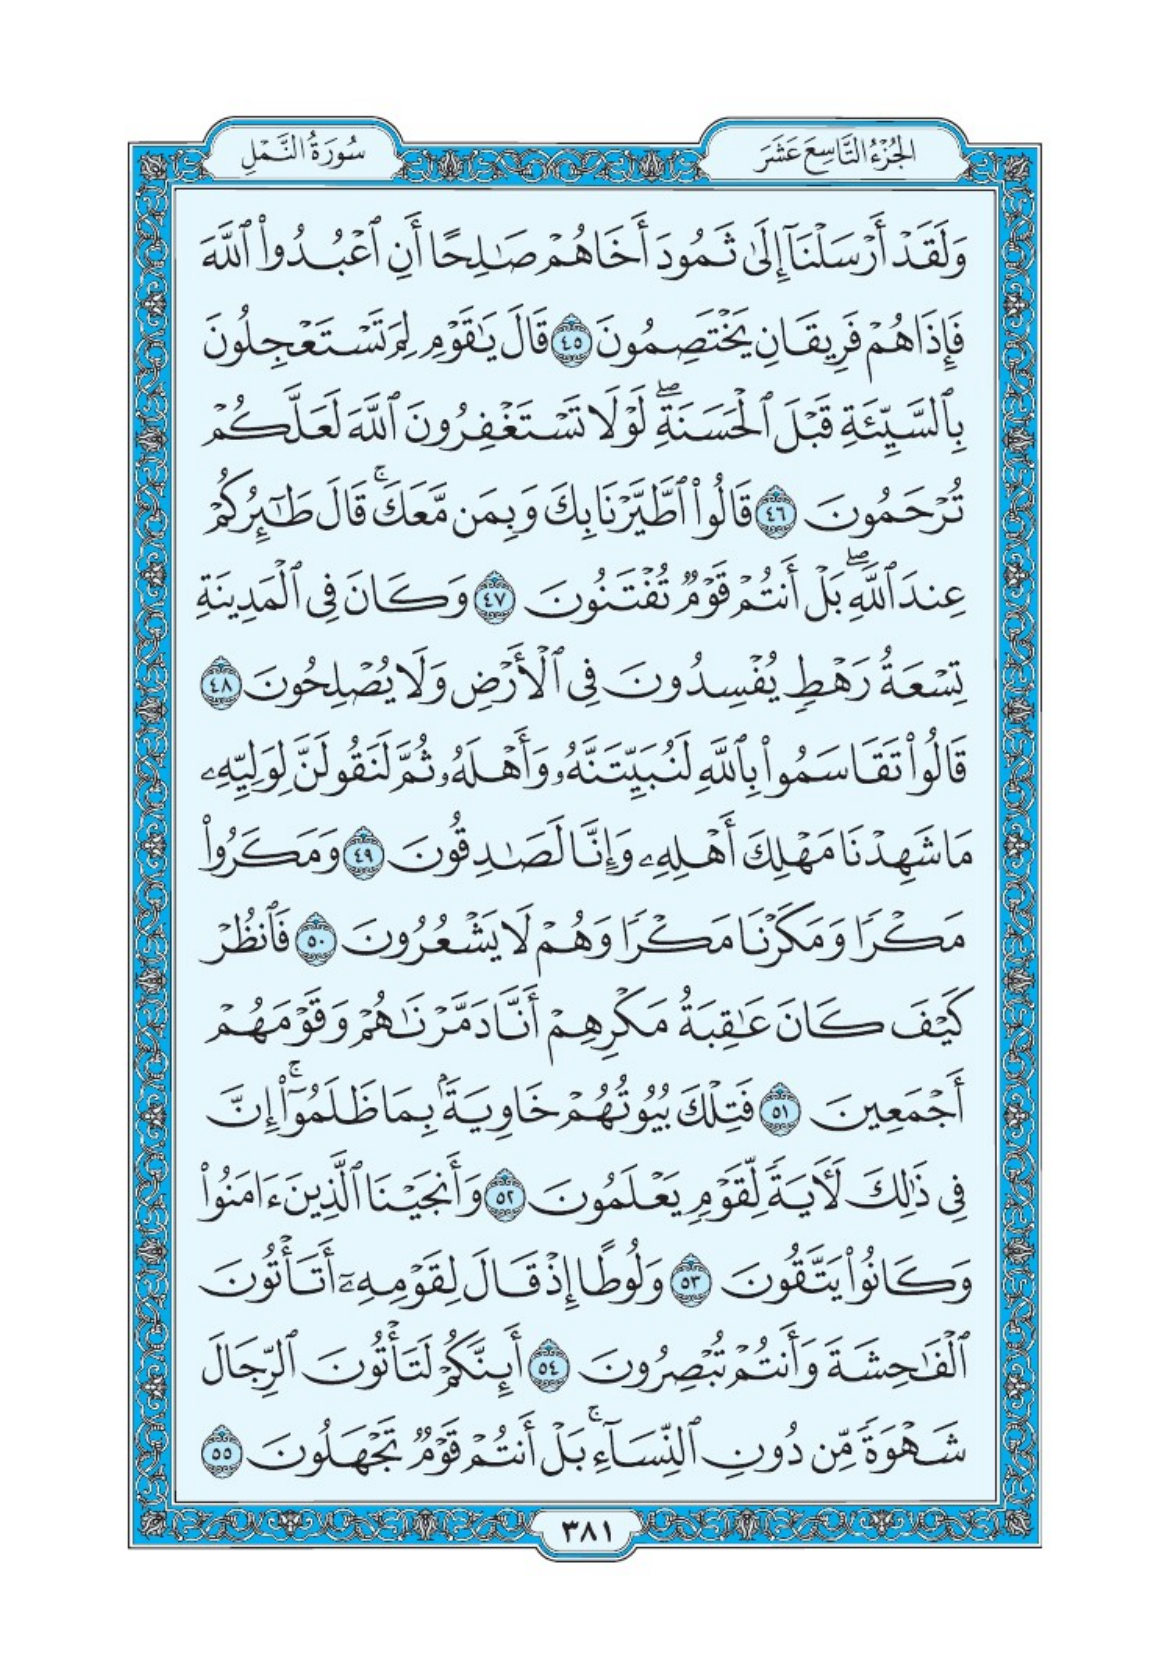 الجُزْءُ التَّاسِعَ عَشَرَ
سُورَةُ النَّمْلِ
وَلَقَدْ أَرْسَلْنَآ إِلَىٰ ثَمُودَ أَخَاهُمْ صَٰلِحًا أَنِ ٱعْبُدُوا۟ ٱللَّهَ
فَإِذَا هُمْ فَرِيقَانِ يَخْتَصِمُونَ ٤٥ قَالَ يَٰقَوْمِ لِمَ تَسْتَعْجِلُونَ
بِٱلسَّيِّئَةِ قَبْلَ ٱلْحَسَنَةِ ۖ لَوْلَا تَسْتَغْفِرُونَ ٱللَّهَ لَعَلَّكُمْ
تُرْحَمُونَ ٤٦ قَالُوا۟ ٱطَّيَّرْنَا بِكَ وَبِمَن مَّعَكَ ۚ قَالَ طَٰٓئِرُكُمْ
عِندَ ٱللَّهِ ۖ بَلْ أَنتُمْ قَوْمٌ تُفْتَنُونَ ٤٧ وَكَانَ فِى ٱلْمَدِينَةِ
تِسْعَةُ رَهْطٍ يُفْسِدُونَ فِى ٱلْأَرْضِ وَلَا يُصْلِحُونَ ٤٨
قَالُوا۟ تَقَاسَمُوا۟ بِٱللَّهِ لَنُبَيِّتَنَّهُۥ وَأَهْلَهُۥ ثُمَّ لَنَقُولَنَّ لِوَلِيِّهِۦ
مَا شَهِدْنَا مَهْلِكَ أَهْلِهِۦ وَإِنَّا لَصَٰدِقُونَ ٤٩ وَمَكَرُوا۟
مَكْرًا وَمَكَرْنَا مَكْرًا وَهُمْ لَا يَشْعُرُونَ ٥٠ فَٱنظُرْ
كَيْفَ كَانَ عَٰقِبَةُ مَكْرِهِمْ أَنَّا دَمَّرْنَٰهُمْ وَقَوْمَهُمْ
أَجْمَعِينَ ٥١ فَتِلْكَ بُيُوتُهُمْ خَاوِيَةًۢ بِمَا ظَلَمُوٓا۟ ۚ إِنَّ
فِى ذَٰلِكَ لَءَايَةً لِّقَوْمٍ يَعْلَمُونَ ٥٢ وَأَنجَيْنَا ٱلَّذِينَ ءَامَنُوا۟
وَكَانُوا۟ يَتَّقُونَ ٥٣ وَلُوطًا إِذْ قَالَ لِقَوْمِهِۦٓ أَتَأْتُونَ
ٱلْفَٰحِشَةَ وَأَنتُمْ تُبْصِرُونَ ٥٤ أَئِنَّكُمْ لَتَأْتُونَ ٱلرِّجَالَ
شَهْوَةً مِّن دُونِ ٱلنِّسَآءِ ۚ بَلْ أَنتُمْ قَوْمٌ تَجْهَلُونَ ٥٥
٣٨١